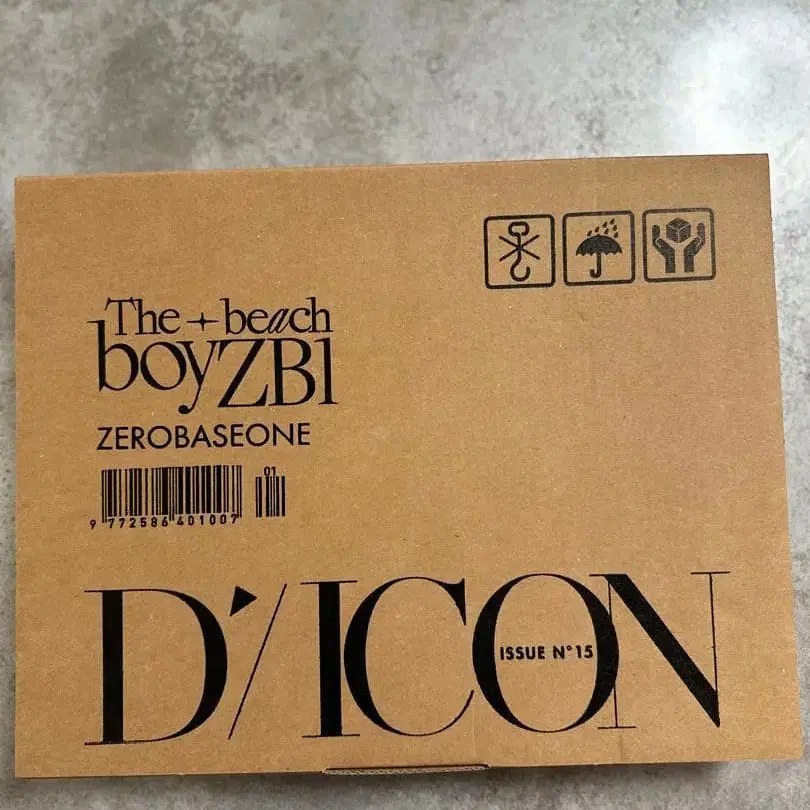 The beach
boyZB1
ZEROBASEONE
01
9 772586 401007
D'/ICON
ISSUE N°15